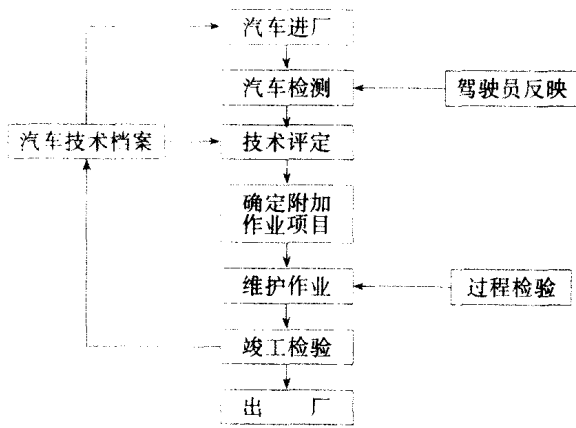 汽车进厂
汽车检测
驾驶员反映
汽车技术档案
技术评定
确定附加
作业项目
维护作业
过程检验
竣工检验
出 厂